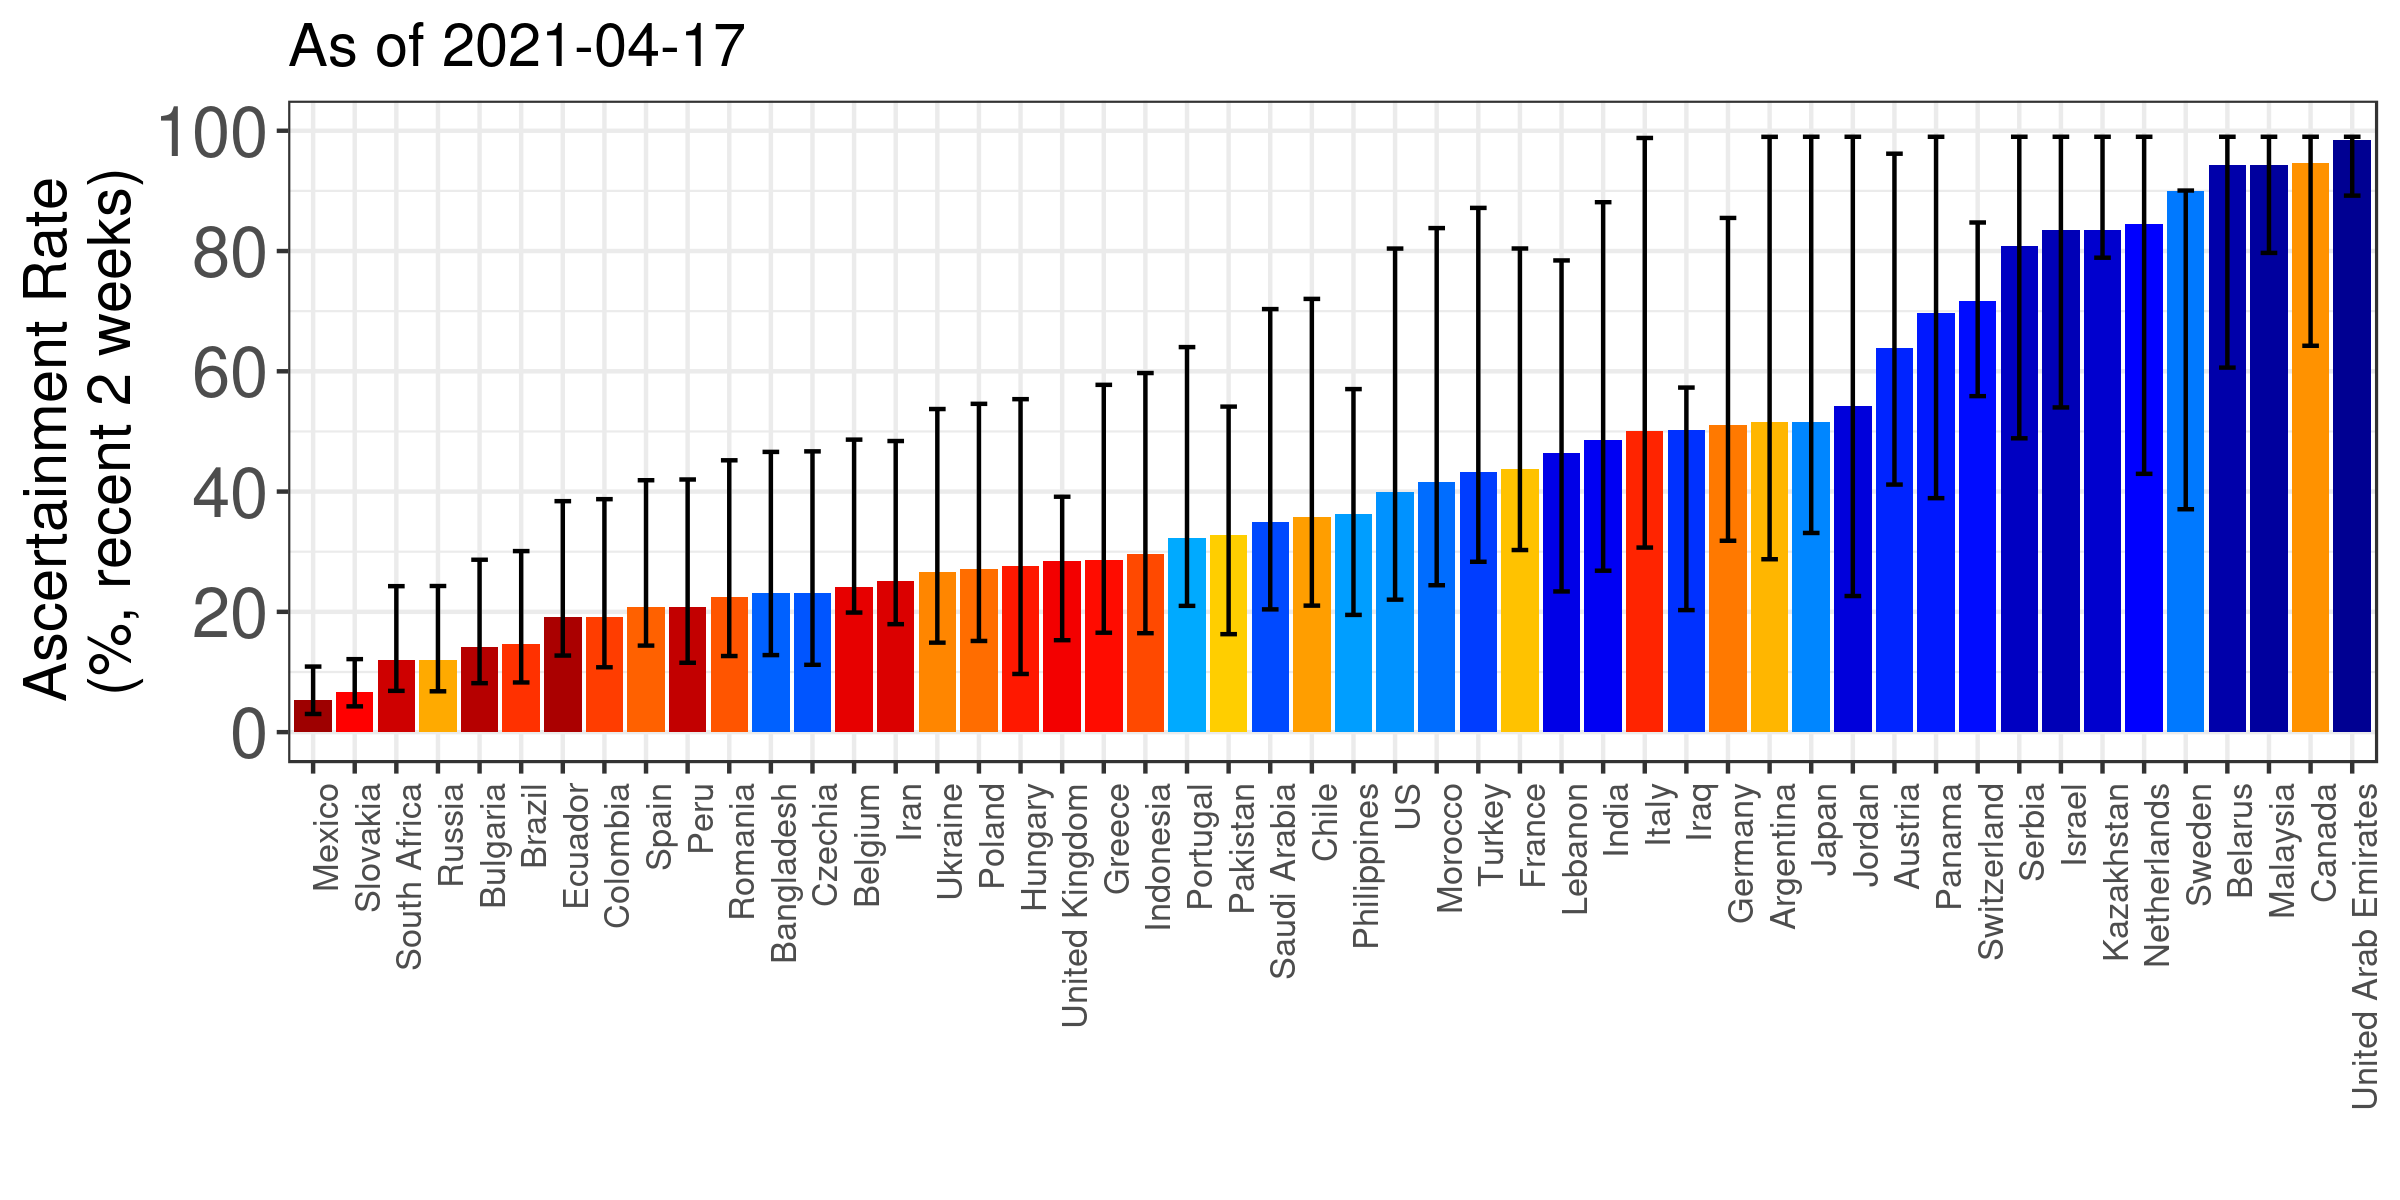 As of 2021-04-17
Ascertainment Rate
(%, recent 2 weeks)
100
80
60
40
20
0
Mexico
Slovakia
South Africa
Russia
Bulgaria
Brazil
Ecuador
Colombia
Spain
Peru
Romania
Bangladesh
Czechia
Belgium
Iran
Ukraine
Poland
Hungary
United Kingdom
Greece
Indonesia
Portugal
Pakistan
Saudi Arabia
Chile
Philippines
US
Morocco
Turkey
France
Lebanon
India
Italy
Iraq
Germany
Argentina
Japan
Jordan
Austria
Panama
Switzerland
Serbia
Israel
Kazakhstan
Netherlands
Sweden
Belarus
Malaysia
Canada
United Arab Emirates